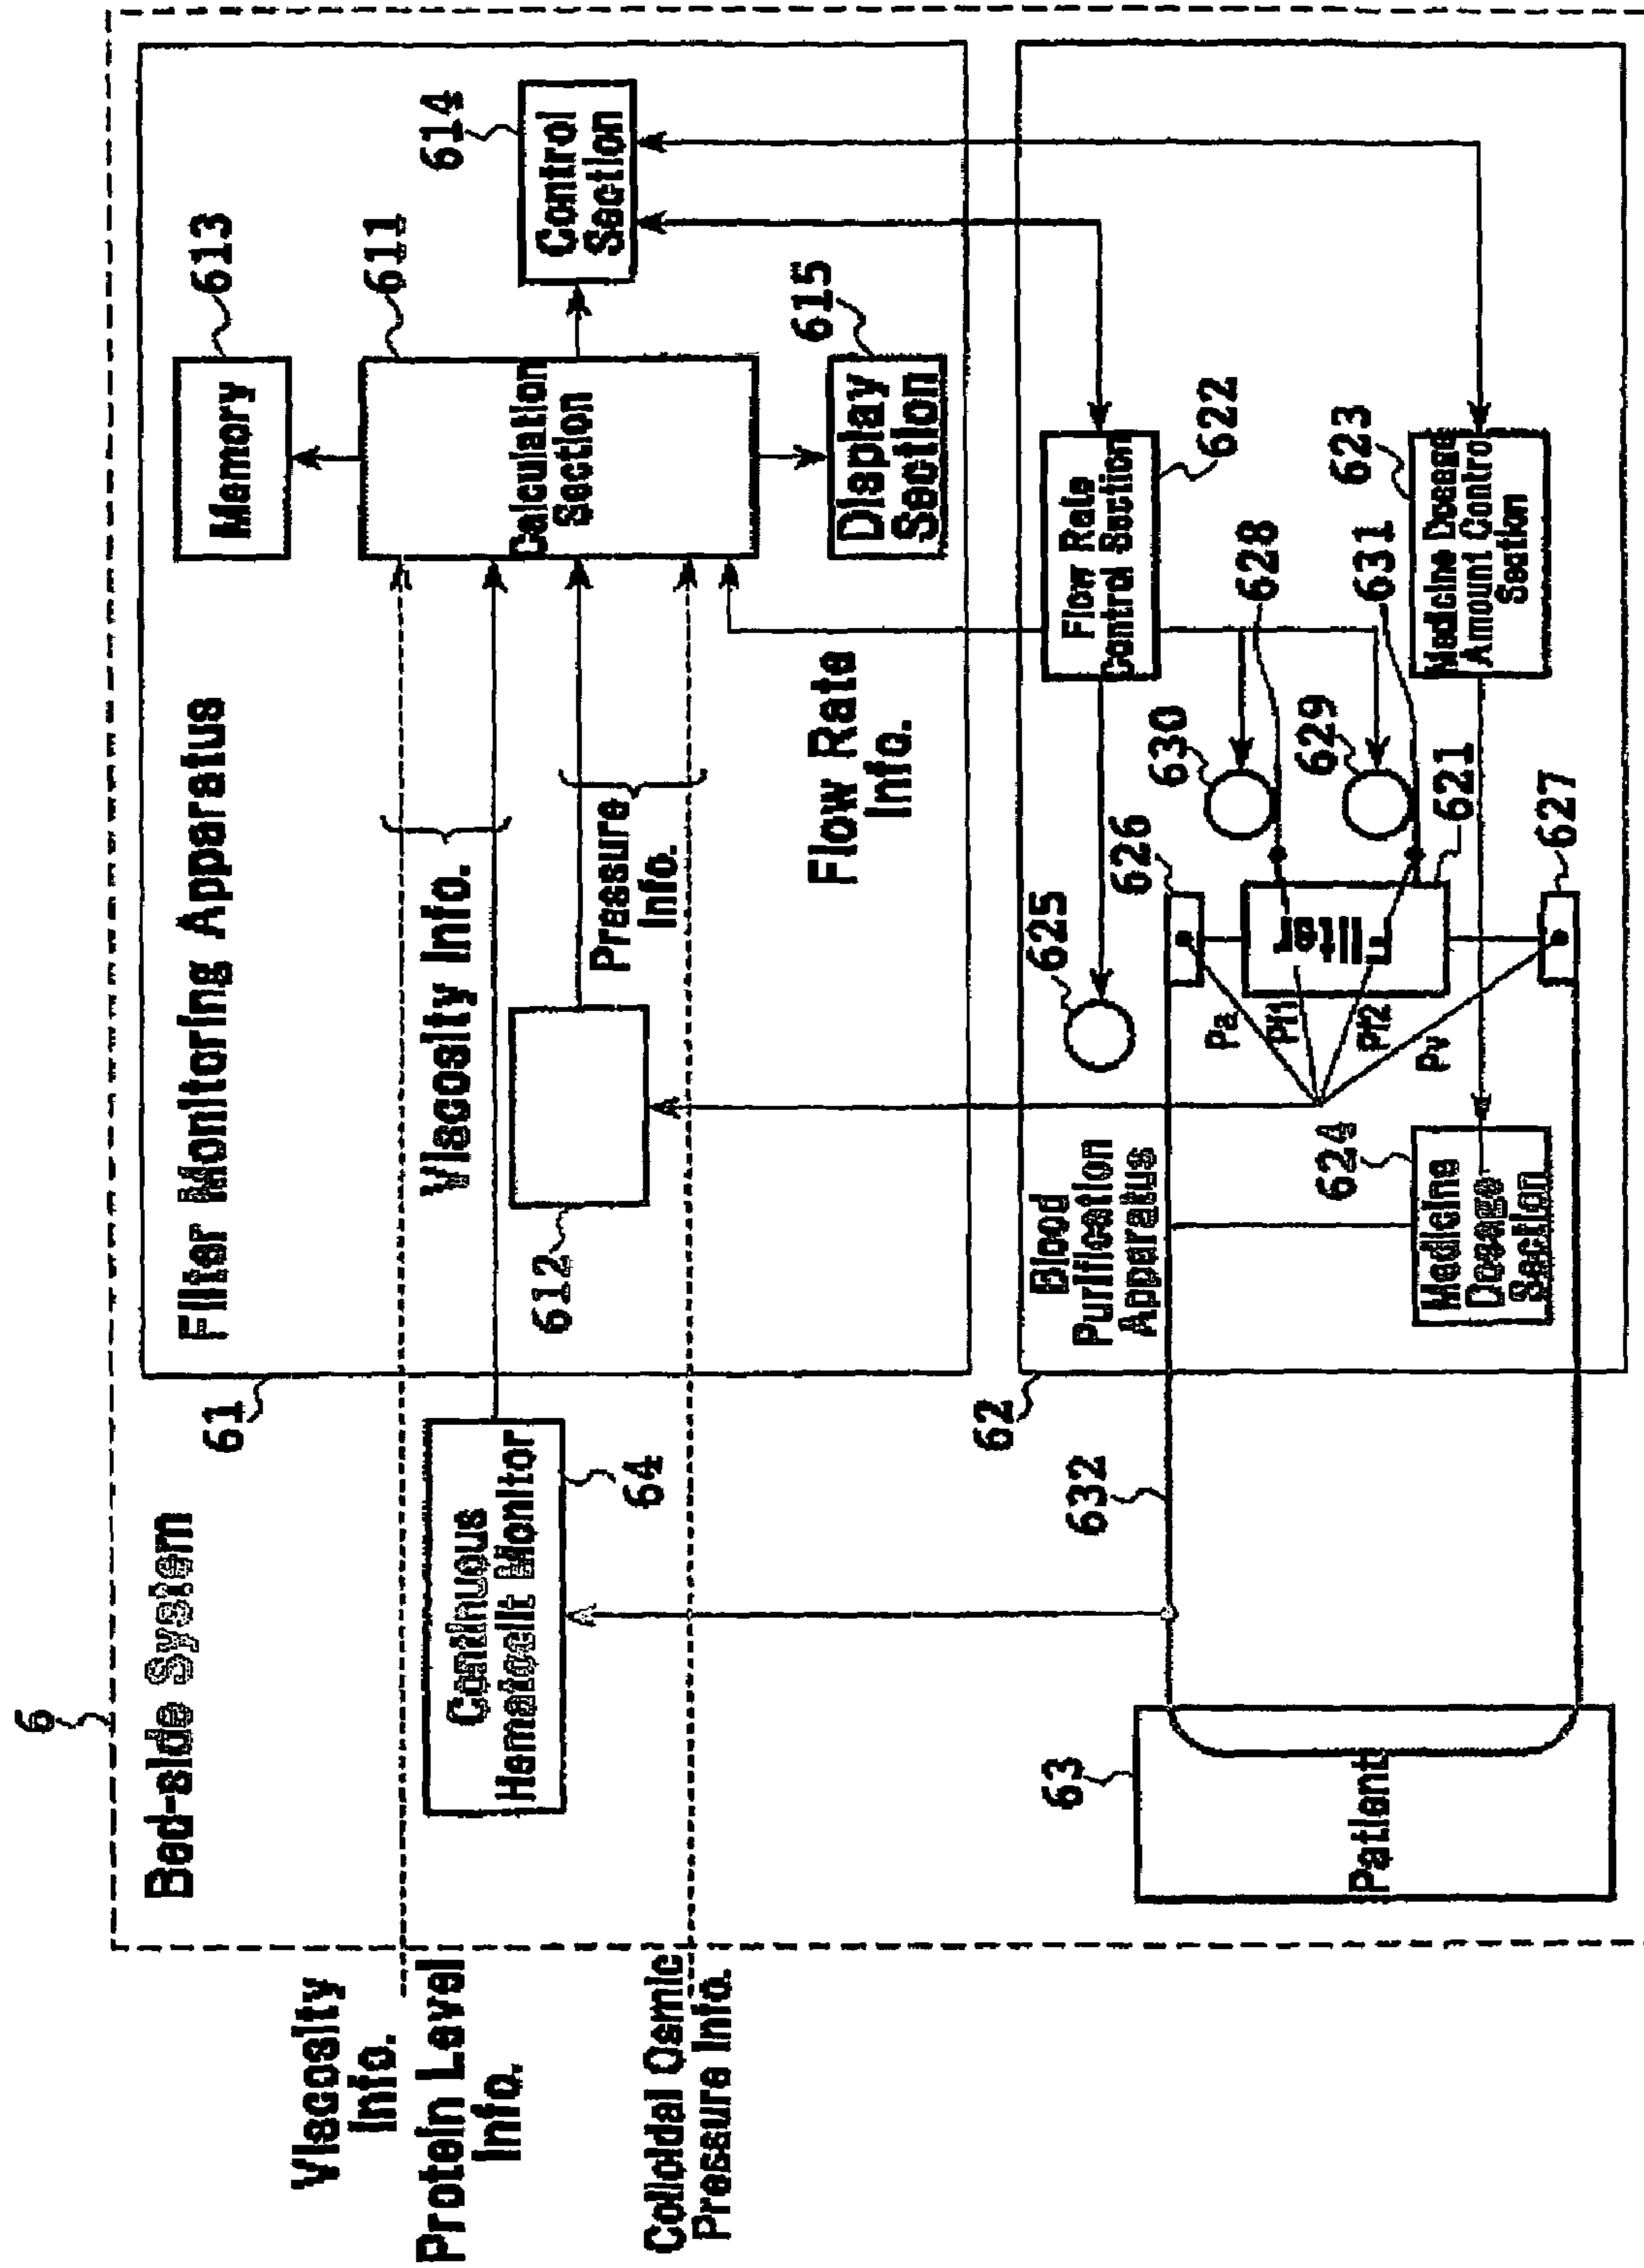 6
Bed-side System
61
Filter Monitoring Apparatus
Memory
613
Viscosity
Info.
Protein Level
Info.
Colloidal Osmic
Pressure Info.
Continuous
Hematoclit Monitor
64
Viscosity Info.
612
Pressure
Info.
Calculation
Section
611
Control
Section
614
Display
Section
615
Flow Rate
Info.
62
Blood
Purification
Apparatus
Flow Rate
Control Section
622
625
630
628
629
631
626
Pa
Pf1
Pf2
Pv
621
627
Medicine Dosage
Amount Control
Section
623
Medicine
Dosage
Section
624
632
63
Patient